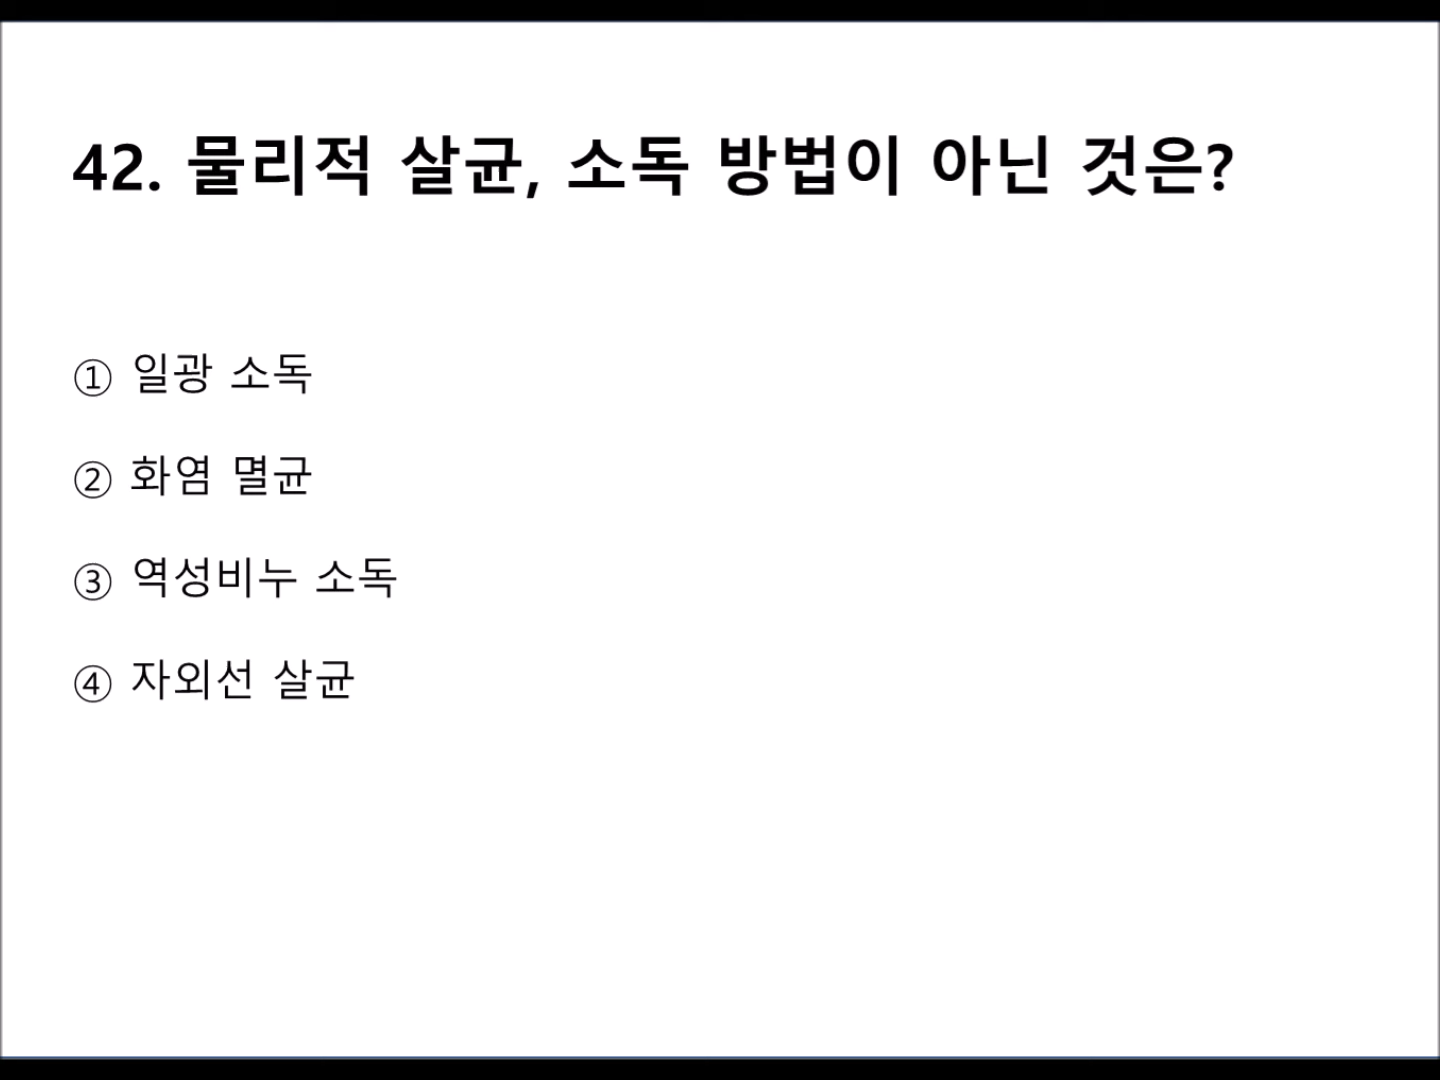 42. 물리적 살균, 소독 방법이 아닌 것은?
① 일광 소독
② 화염 멸균
③ 역성비누 소독
④ 자외선 살균